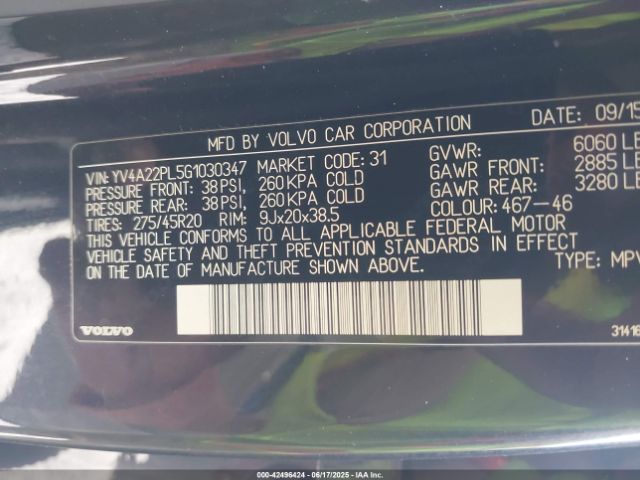 MFD BY VOLVO CAR CORPORATION DATE: 09/15
VIN: YV4A22PL5G1030347 MARKET CODE: 31 GVWR: 6060 LB
PRESSURE FRONT: 38PSI, 260KPA COLD GAWR FRONT: 2885 LB
PRESSURE REAR: 38PSI, 260KPA COLD GAWR REAR: 3280 LB
TIRES: 275/45R20 RIM: 9Jx20x38.5 COLOUR: 467-46
THIS VEHICLE CONFORMS TO ALL APPLICABLE FEDERAL MOTOR
VEHICLE SAFETY AND THEFT PREVENTION STANDARDS IN EFFECT
ON THE DATE OF MANUFACTURE SHOWN ABOVE. TYPE: MPV
VOLVO 31416
000-42496424 - 06/17/2025 - IAAI.COM